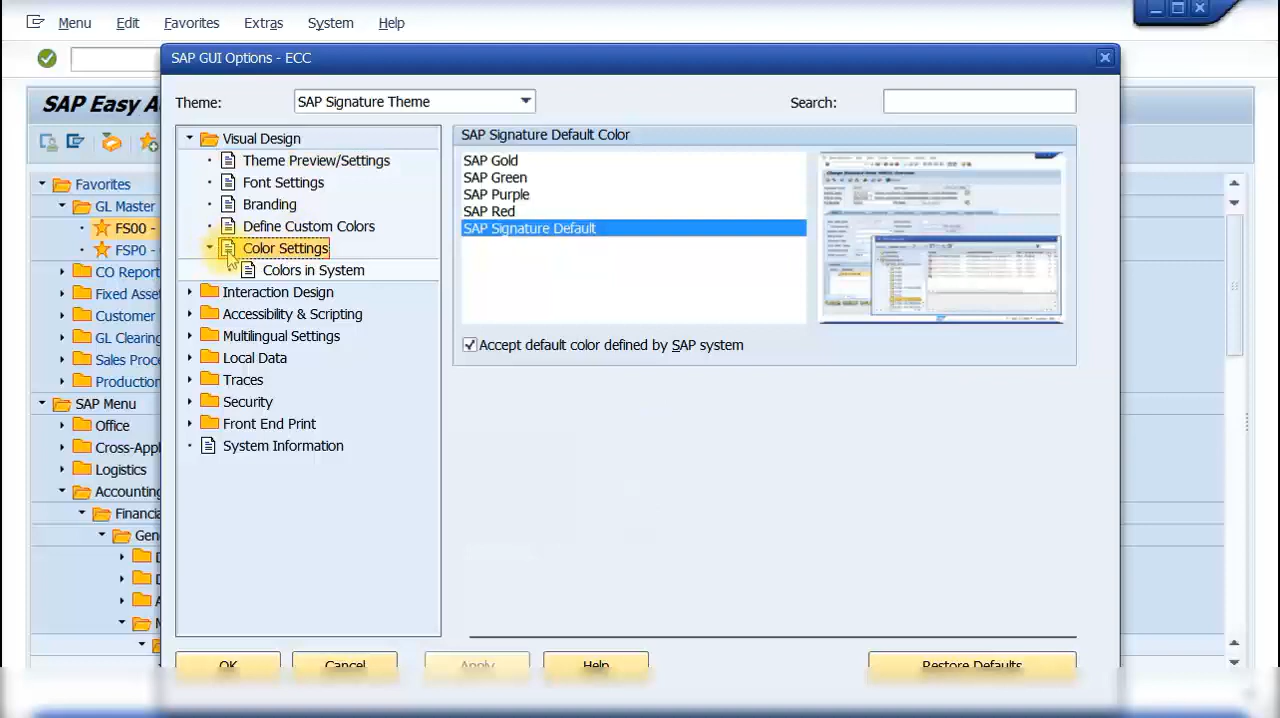 Menu Edit Favorites Extras System Help
SAP GUI Options - ECC
SAP Easy A
Theme: SAP Signature Theme Search:
Favorites
GL Master
FS00 -
FSP0 -
CO Report
Fixed Asse
Customer
GL Clearing
Sales Proc
Production
SAP Menu
Office
Cross-Appl
Logistics
Accounting
Financia
Gen
Visual Design
Theme Preview/Settings
Font Settings
Branding
Define Custom Colors
Color Settings
Colors in System
Interaction Design
Accessibility & Scripting
Multilingual Settings
Local Data
Traces
Security
Front End Print
System Information
SAP Signature Default Color
SAP Gold
SAP Green
SAP Purple
SAP Red
SAP Signature Default
Accept default color defined by SAP system
OK Cancel Apply Help Restore Defaults